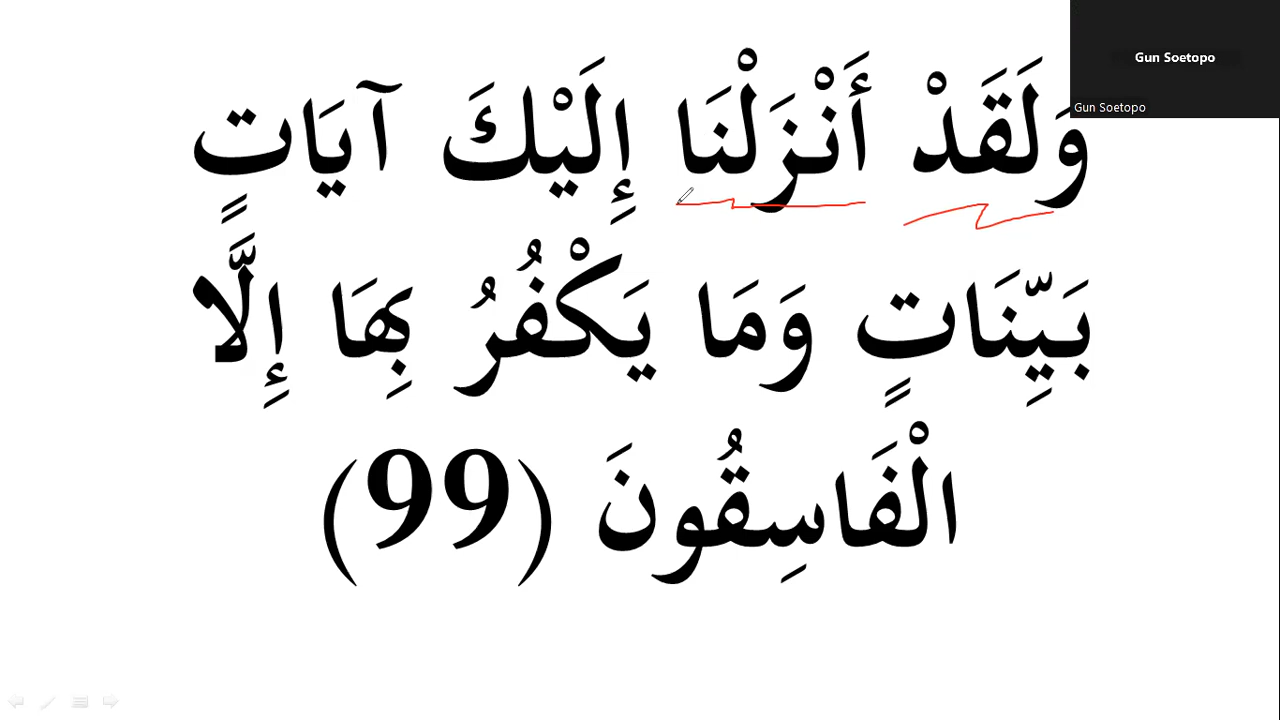 Gun Soetopo
Gun Soetopo
وَلَقَدْ أَنْزَلْنَا إِلَيْكَ آيَاتٍ
بَيِّنَاتٍ وَمَا يَكْفُرُ بِهَا إِلَّا
الْفَاسِقُونَ (99)